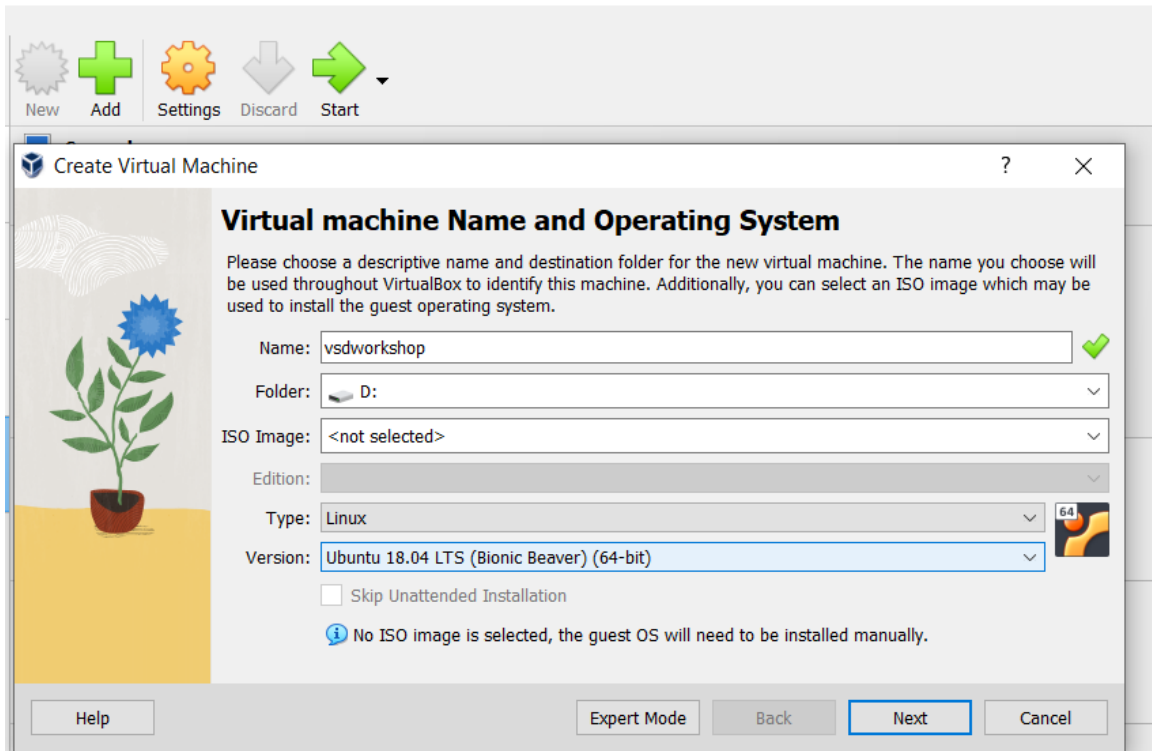 New Add Settings Discard Start
Create Virtual Machine ?
Virtual machine Name and Operating System
Please choose a descriptive name and destination folder for the new virtual machine. The name you choose will
be used throughout VirtualBox to identify this machine. Additionally, you can select an ISO image which may be
used to install the guest operating system.
Name: vsdworkshop
Folder: D:
ISO Image: <not selected>
Edition:
Type: Linux
64
Version: Ubuntu 18.04 LTS (Bionic Beaver) (64-bit)
Skip Unattended Installation
No ISO image is selected, the guest OS will need to be installed manually.
Help Expert Mode Back Next Cancel